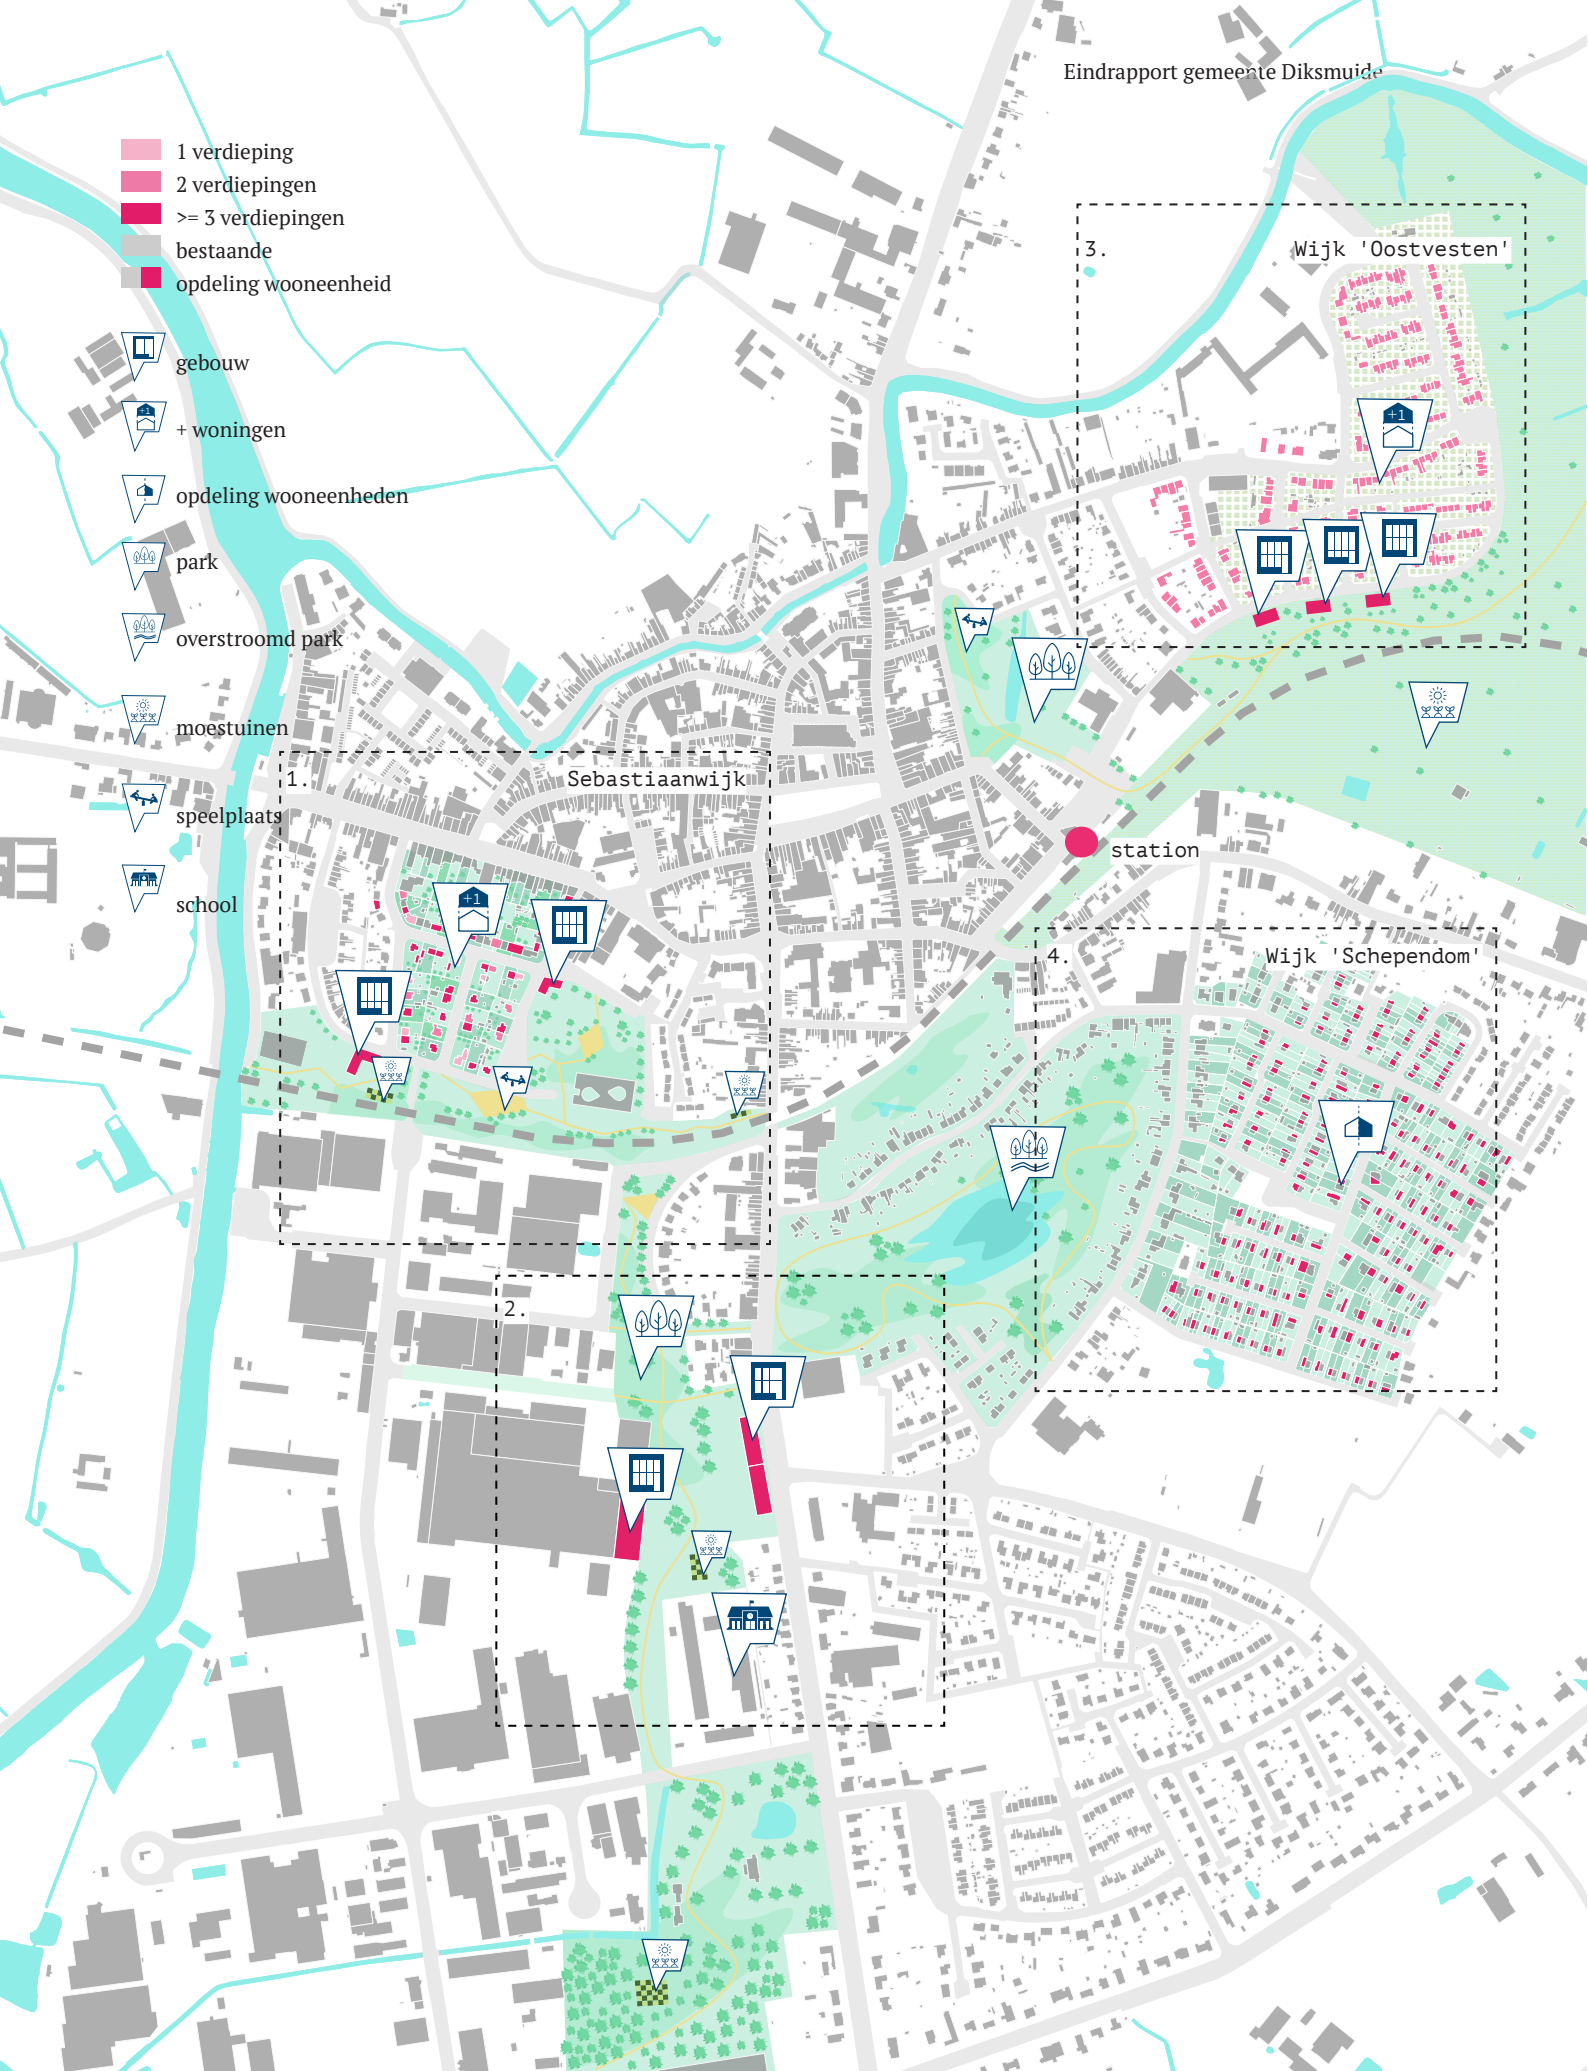 Eindrapport gemeente Diksmuide
1 verdieping
2 verdiepingen
>= 3 verdiepingen
bestaande
opdeling wooneenheid
gebouw
+1
+ woningen
opdeling wooneenheden
park
overstroomd park
moestuinen
speelplaats
school
3.
Wijk 'Oostvesten'
+1
1.
Sebastiaanwijk
station
+1
4.
Wijk 'Schependom'
2.